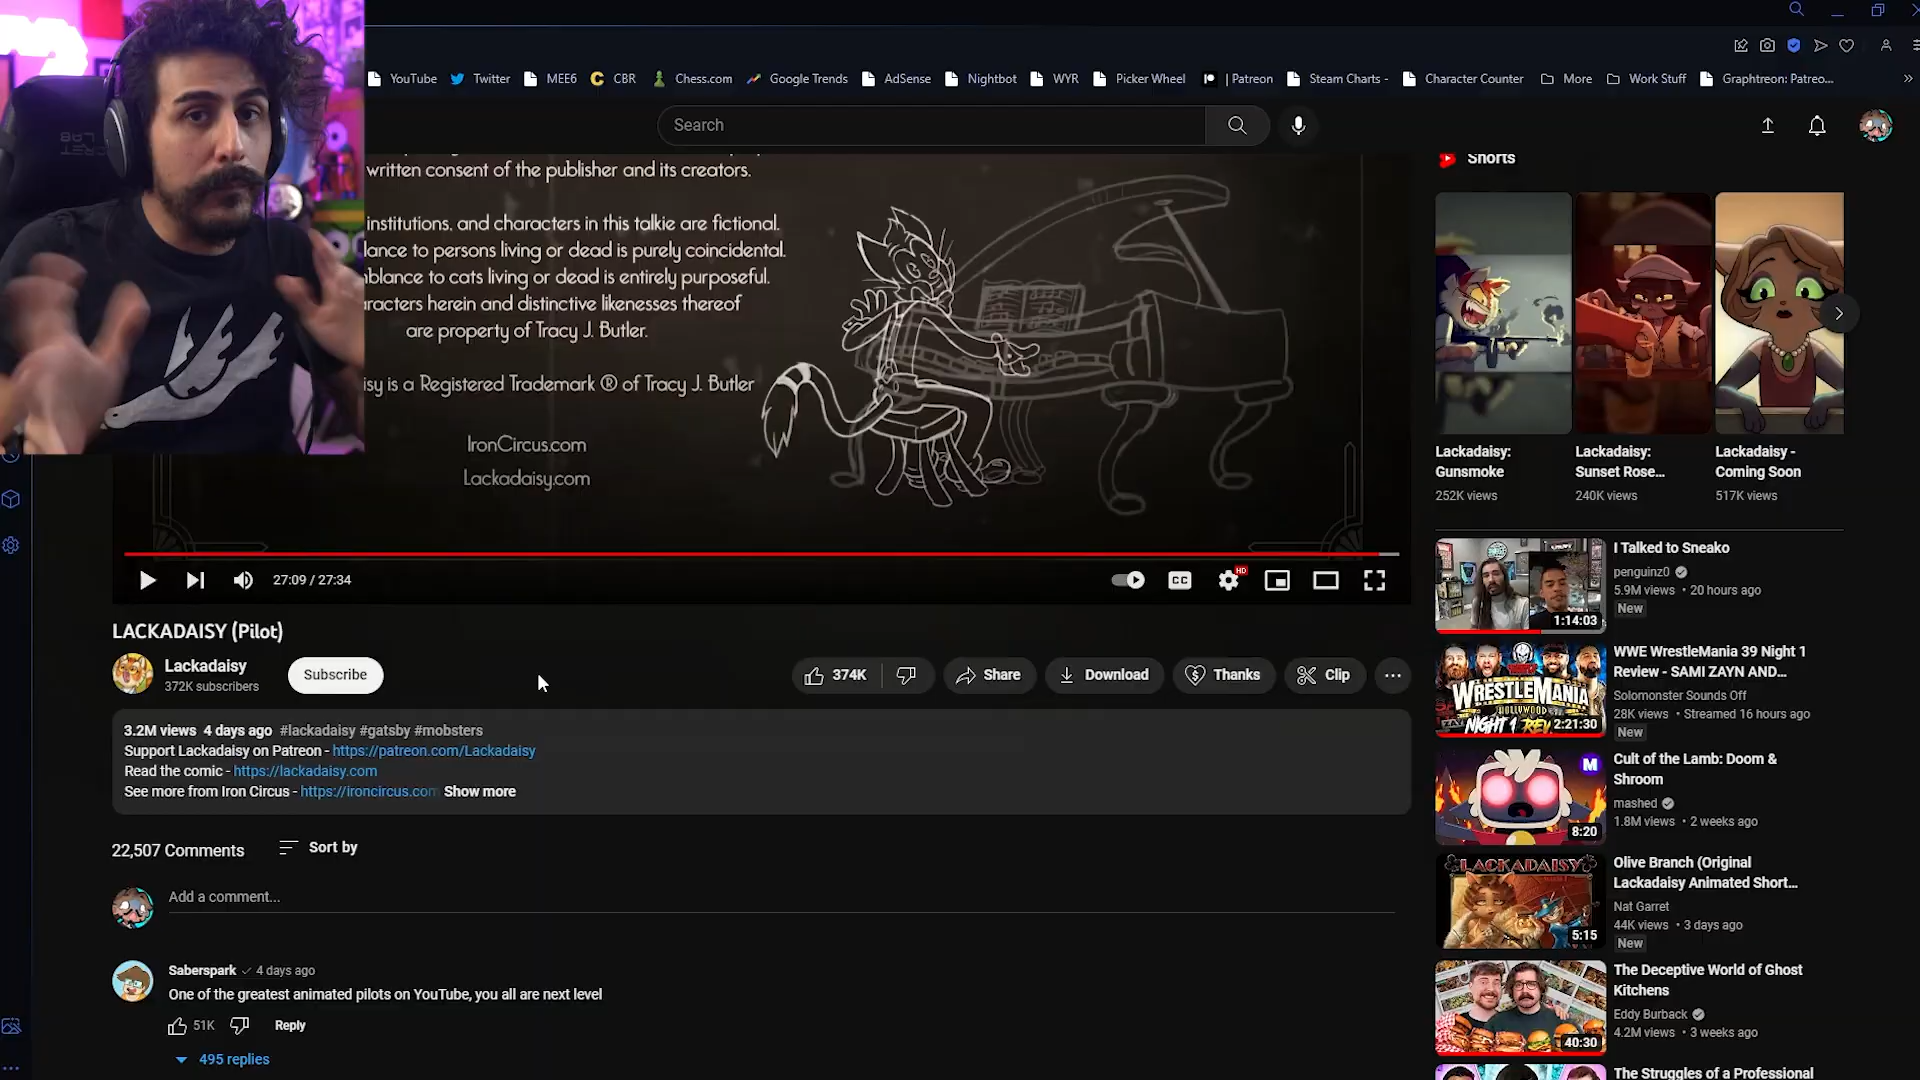 YouTube
Twitter
MEE6
CBR
Chess.com
Google Trends
AdSense
Nightbot
WYR
Picker Wheel
| Patreon
Steam Charts -
Character Counter
More
Work Stuff
Graphtreon: Patreo...
Search
written consent of the publisher and its creators.
institutions, and characters in this talkie are fictional.
lance to persons living or dead is purely coincidental.
blance to cats living or dead is entirely purposeful.
racters herein and distinctive likenesses thereof
are property of Tracy J. Butler.
isy is a Registered Trademark ® of Tracy J. Butler
IronCircus.com
Lackadaisy.com
27:09 / 27:34
CC
HD
LACKADAISY (Pilot)
Lackadaisy
372K subscribers
Subscribe
374K
Share
Download
Thanks
Clip
3.2M views 4 days ago #lackadaisy #gatsby #mobsters
Support Lackadaisy on Patreon - https://patreon.com/Lackadaisy
Read the comic - https://lackadaisy.com
See more from Iron Circus - https://ironcircus.com Show more
22,507 Comments
Sort by
Add a comment...
Saberspark 4 days ago
One of the greatest animated pilots on YouTube, you all are next level
51K
Reply
495 replies
Shorts
Lackadaisy:
Gunsmoke
252K views
Lackadaisy:
Sunset Rose...
240K views
Lackadaisy -
Coming Soon
517K views
1:14:03
I Talked to Sneako
penguinz0
5.9M views • 20 hours ago
New
WRESTLEMANIA
HOLLYWOOD
NIGHT 1
2:21:30
WWE WrestleMania 39 Night 1
Review - SAMI ZAYN AND...
Solomonster Sounds Off
28K views • Streamed 16 hours ago
New
M
8:20
Cult of the Lamb: Doom &
Shroom
mashed
1.8M views • 2 weeks ago
LACKADAISY
5:15
Olive Branch (Original
Lackadaisy Animated Short...
Nat Garret
44K views • 3 days ago
New
40:30
The Deceptive World of Ghost
Kitchens
Eddy Burback
4.2M views • 3 weeks ago
The Struggles of a Professional